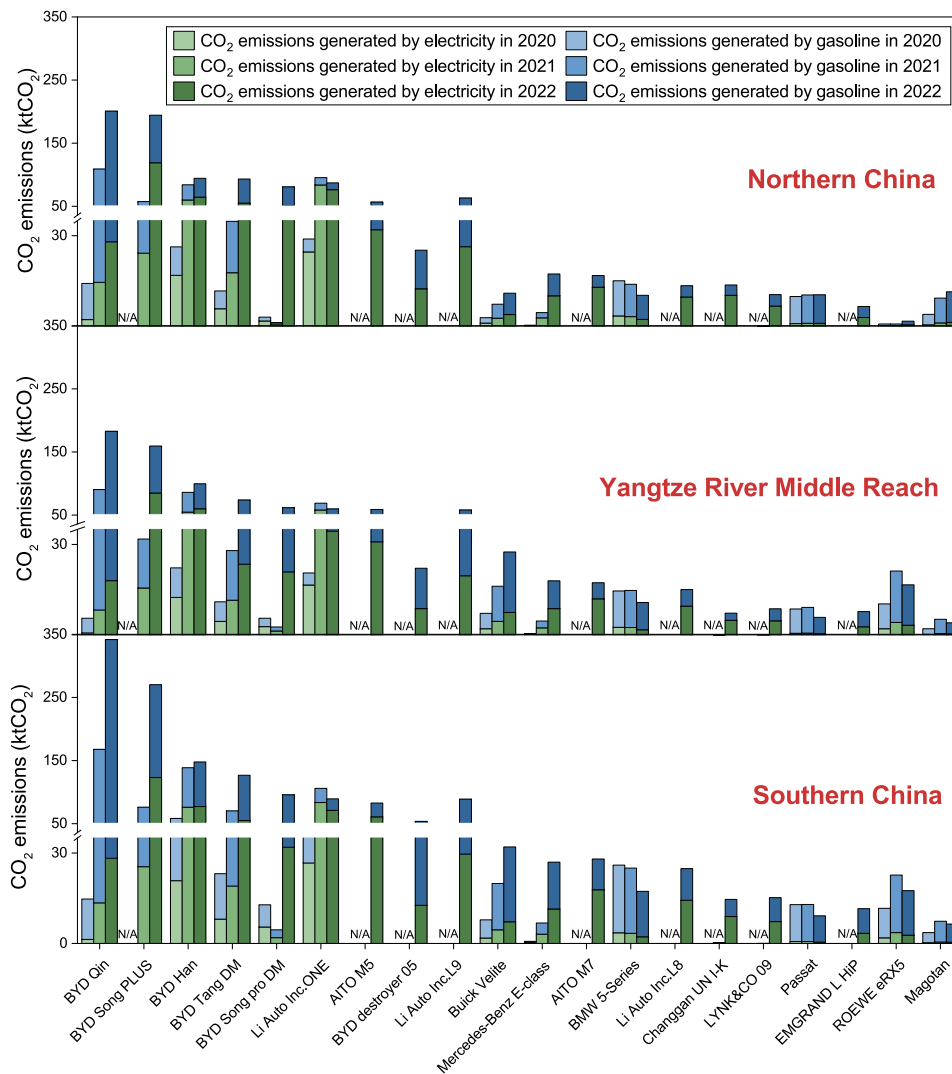 CO₂ emissions generated by electricity in 2020
CO₂ emissions generated by gasoline in 2020
CO₂ emissions generated by electricity in 2021
CO₂ emissions generated by gasoline in 2021
CO₂ emissions generated by electricity in 2022
CO₂ emissions generated by gasoline in 2022
350
250
150
50
30
CO₂ emissions (ktCO₂)
Northern China
N/A N/A N/A N/A N/A N/A N/A N/A N/A
350
250
150
50
30
CO₂ emissions (ktCO₂)
Yangtze River Middle Reach
N/A N/A N/A N/A N/A N/A N/A N/A N/A
350
250
150
50
30
0
CO₂ emissions (ktCO₂)
Southern China
N/A N/A N/A N/A N/A N/A N/A N/A N/A
BYD Qin
BYD Song PLUS
BYD Han
BYD Tang DM
BYD Song pro DM
Li Auto Inc.ONE
AITO M5
BYD destroyer 05
Li Auto Inc.L9
Buick Velite
Mercedes-Benz E-class
AITO M7
BMW 5-Series
Li Auto Inc.L8
Changgan UN I-K
LYNK&CO 09
Passat
EMGRAND L HiP
ROEWE eRX5
Magotan